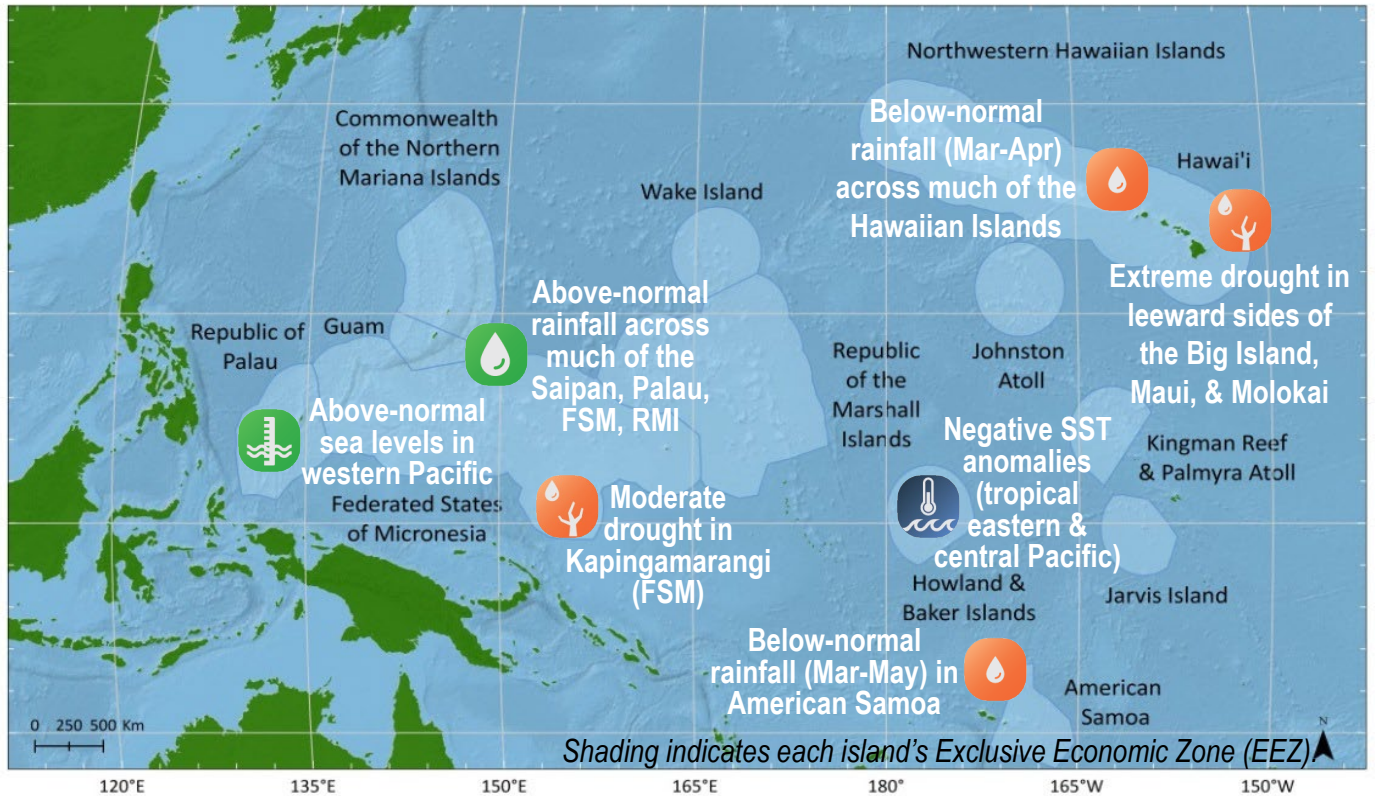 Northwestern Hawaiian Islands
Commonwealth
of the Northern
Mariana Islands
Wake Island
Below-normal
rainfall (Mar-Apr)
across much of the
Hawaiian Islands
Hawai'i
Extreme drought in
leeward sides of
the Big Island,
Maui, & Molokai
Republic of
Palau
Guam
Above-normal
rainfall across
much of the
Saipan, Palau,
FSM, RMI
Republic
of the
Marshall
Islands
Johnston
Atoll
Above-normal
sea levels in
western Pacific
Federated States
of Micronesia
Moderate
drought in
Kapingamarangi
(FSM)
Negative SST
anomalies
(tropical
eastern &
central Pacific)
Kingman Reef
& Palmyra Atoll
Howland &
Baker Islands
Jarvis Island
Below-normal
rainfall (Mar-May) in
American Samoa
American
Samoa
0 250 500 Km
N
Shading indicates each island's Exclusive Economic Zone (EEZ).
120°E 135°E 150°E 165°E 180° 165°W 150°W